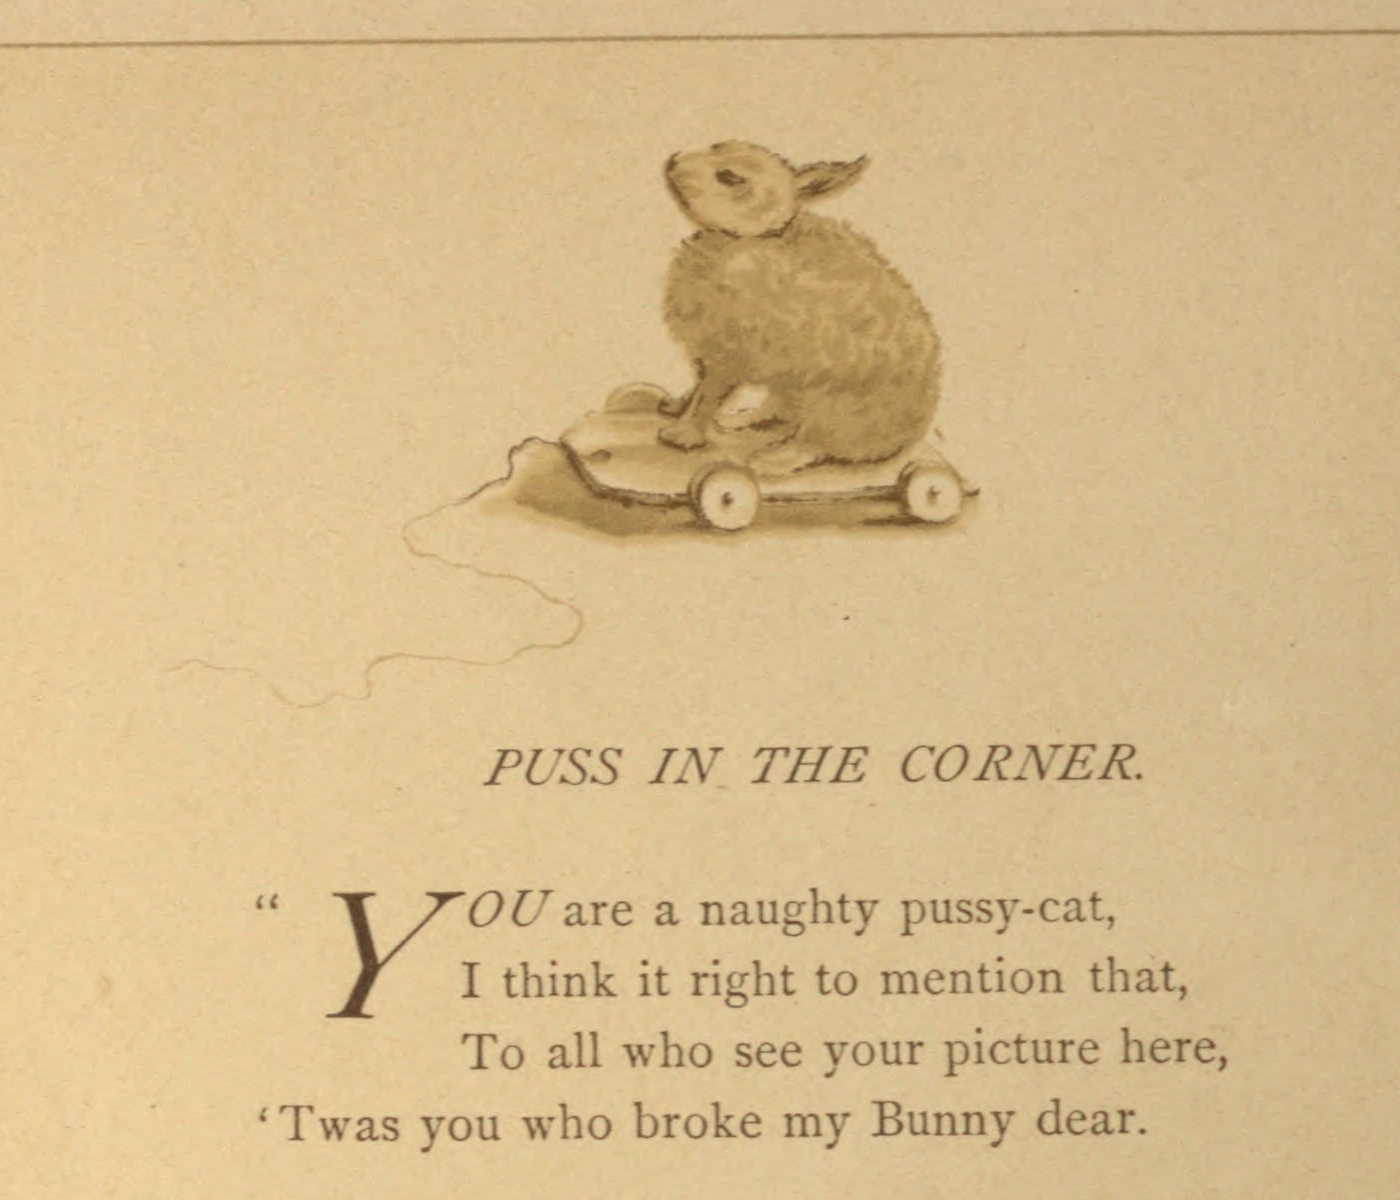 PUSS IN THE CORNER.
“ YOU are a naughty pussy-cat,
I think it right to mention that,
To all who see your picture here,
‘Twas you who broke my Bunny dear.